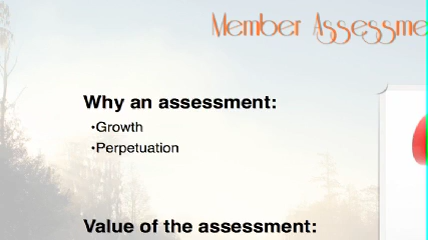 Member Assessme
Why an assessment:
•Growth
•Perpetuation
Value of the assessment: